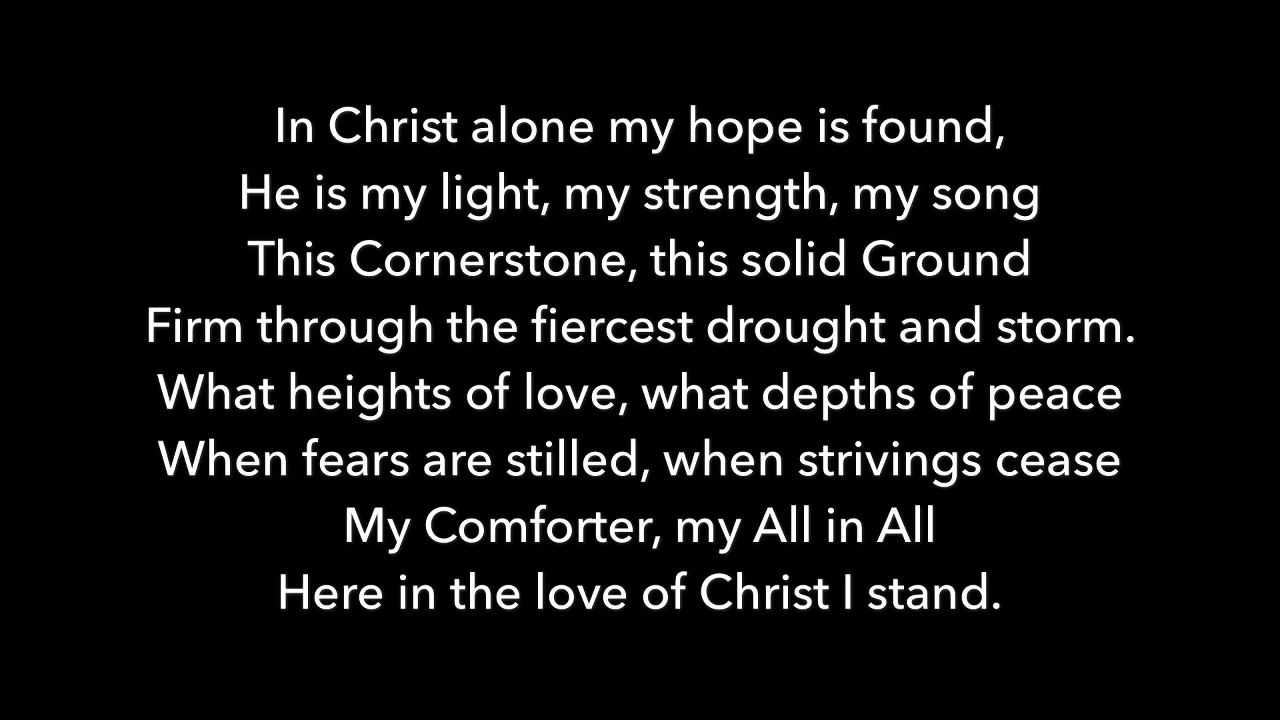 In Christ alone my hope is found,
He is my light, my strength, my song
This Cornerstone, this solid Ground
Firm through the fiercest drought and storm.
What heights of love, what depths of peace
When fears are stilled, when strivings cease
My Comforter, my All in All
Here in the love of Christ I stand.